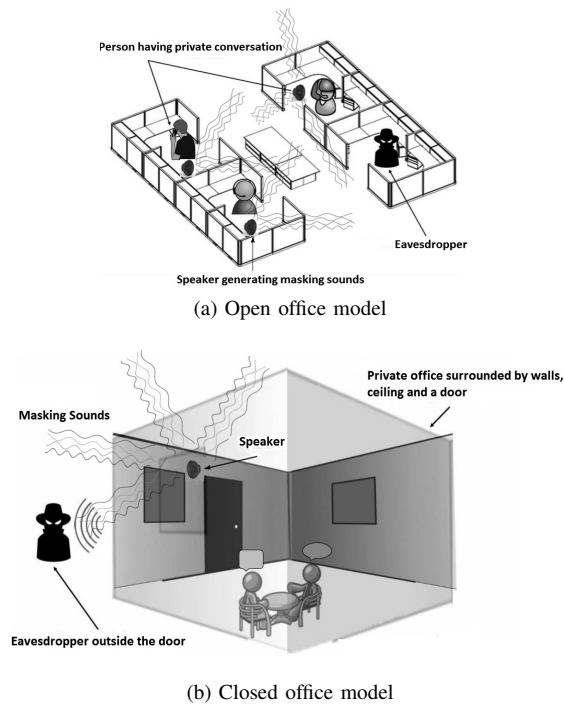 Person having private conversation
Eavesdropper
Speaker generating masking sounds
(a) Open office model
Private office surrounded by walls,
ceiling and a door
Masking Sounds
Speaker
Eavesdropper outside the door
(b) Closed office model